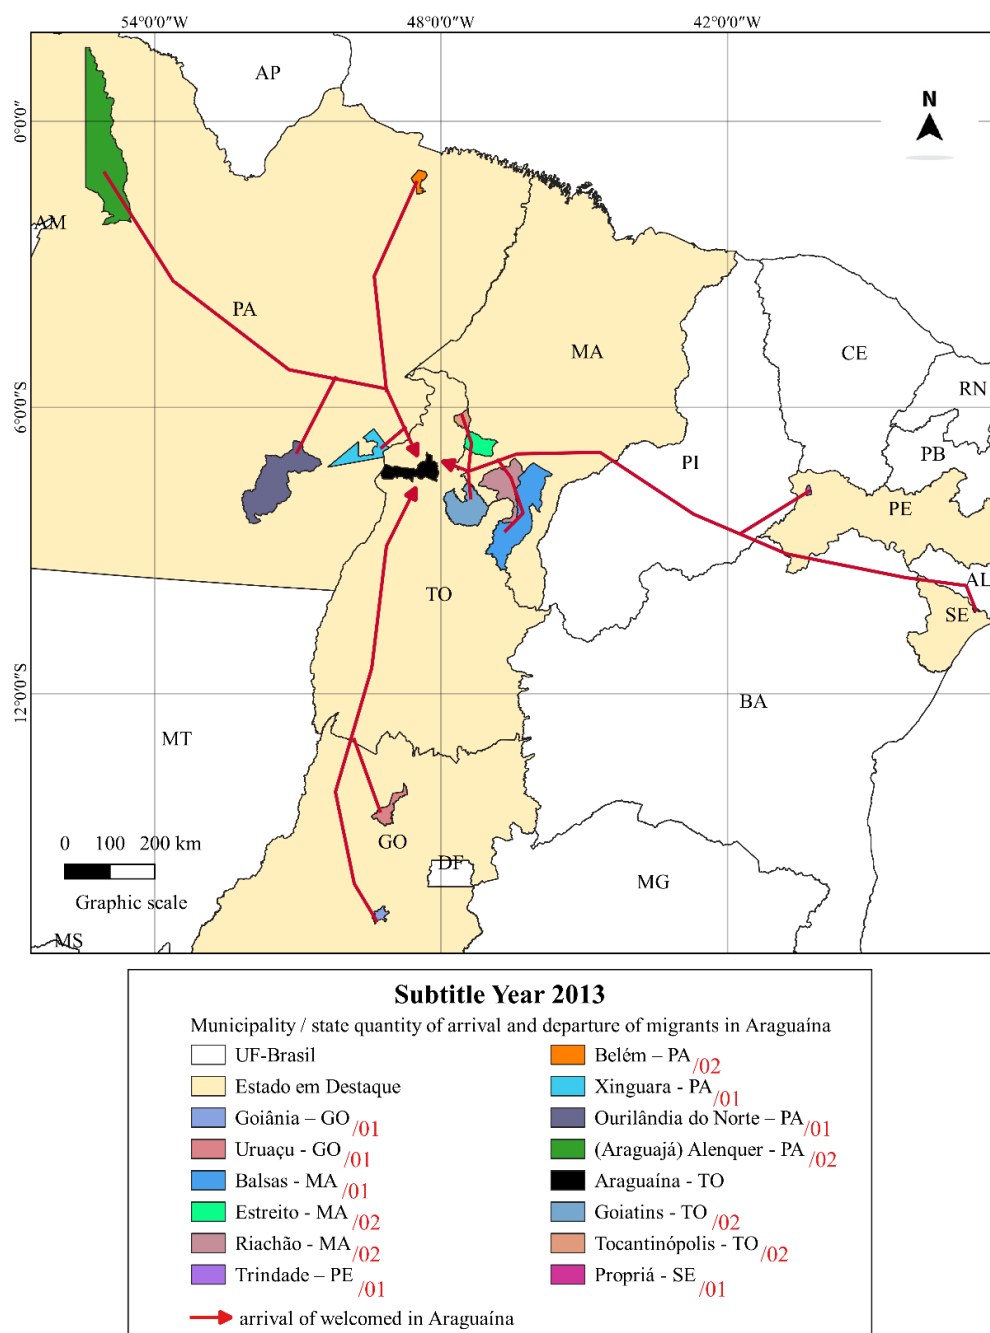 54°0'0"W 48°0'0"W 42°0'0"W
AP
N
0°0'0"
AM
PA
MA
CE
RN
6°0'0"S
PB
PI
PE
AL
TO
SE
12°0'0"S
BA
MT
0 100 200 km
GO
DF
MG
Graphic scale
MS
Subtitle Year 2013
Municipality / state quantity of arrival and departure of migrants in Araguaína
UF-Brasil
Estado em Destaque
Goiânia – GO /01
Uruaçu - GO /01
Balsas - MA /01
Estreito - MA /02
Riachão - MA /02
Trindade – PE /01
Belém – PA /02
Xinguara - PA /01
Ourilândia do Norte – PA /01
(Araguajá) Alenquer - PA /02
Araguaína - TO
Goiatins - TO /02
Tocantinópolis - TO /02
Propriá - SE /01
arrival of welcomed in Araguaína